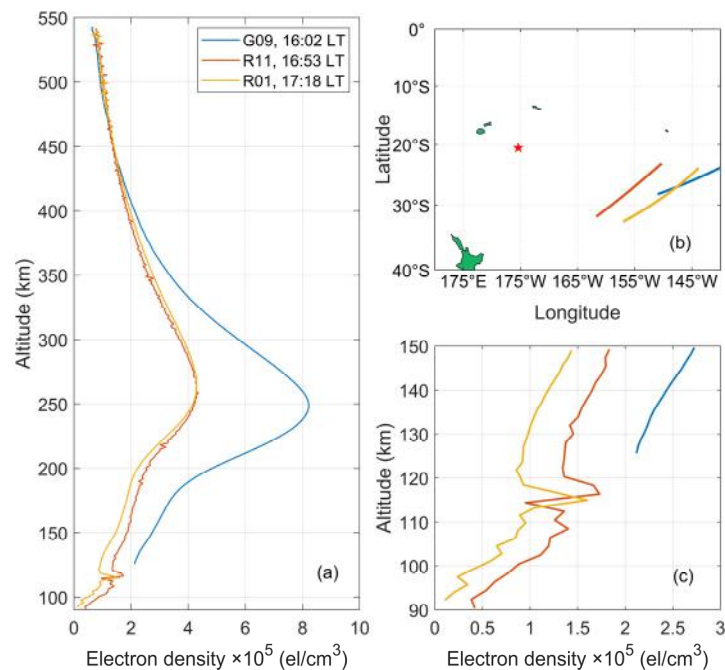 550
500
450
400
350
300
250
200
150
100
Altitude (km)
0 2 4 6 8 10
Electron density ×10⁵ (el/cm³)
G09, 16:02 LT
R11, 16:53 LT
R01, 17:18 LT
(a)
0°
10°S
20°S
30°S
40°S
Latitude
175°E 175°W 165°W 155°W 145°W
Longitude
(b)
150
140
130
120
110
100
90
Altitude (km)
0 0.5 1 1.5 2 2.5 3
Electron density ×10⁵ (el/cm³)
(c)